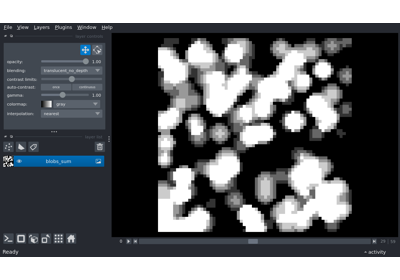 File View Layers Plugins Window Help
opacity: 1.00
blending: translucent_no_depth
contrast limits:
auto-contrast: once continuous
gamma: 1.00
colormap: gray
interpolation: nearest
blobs_sum
Ready
activity